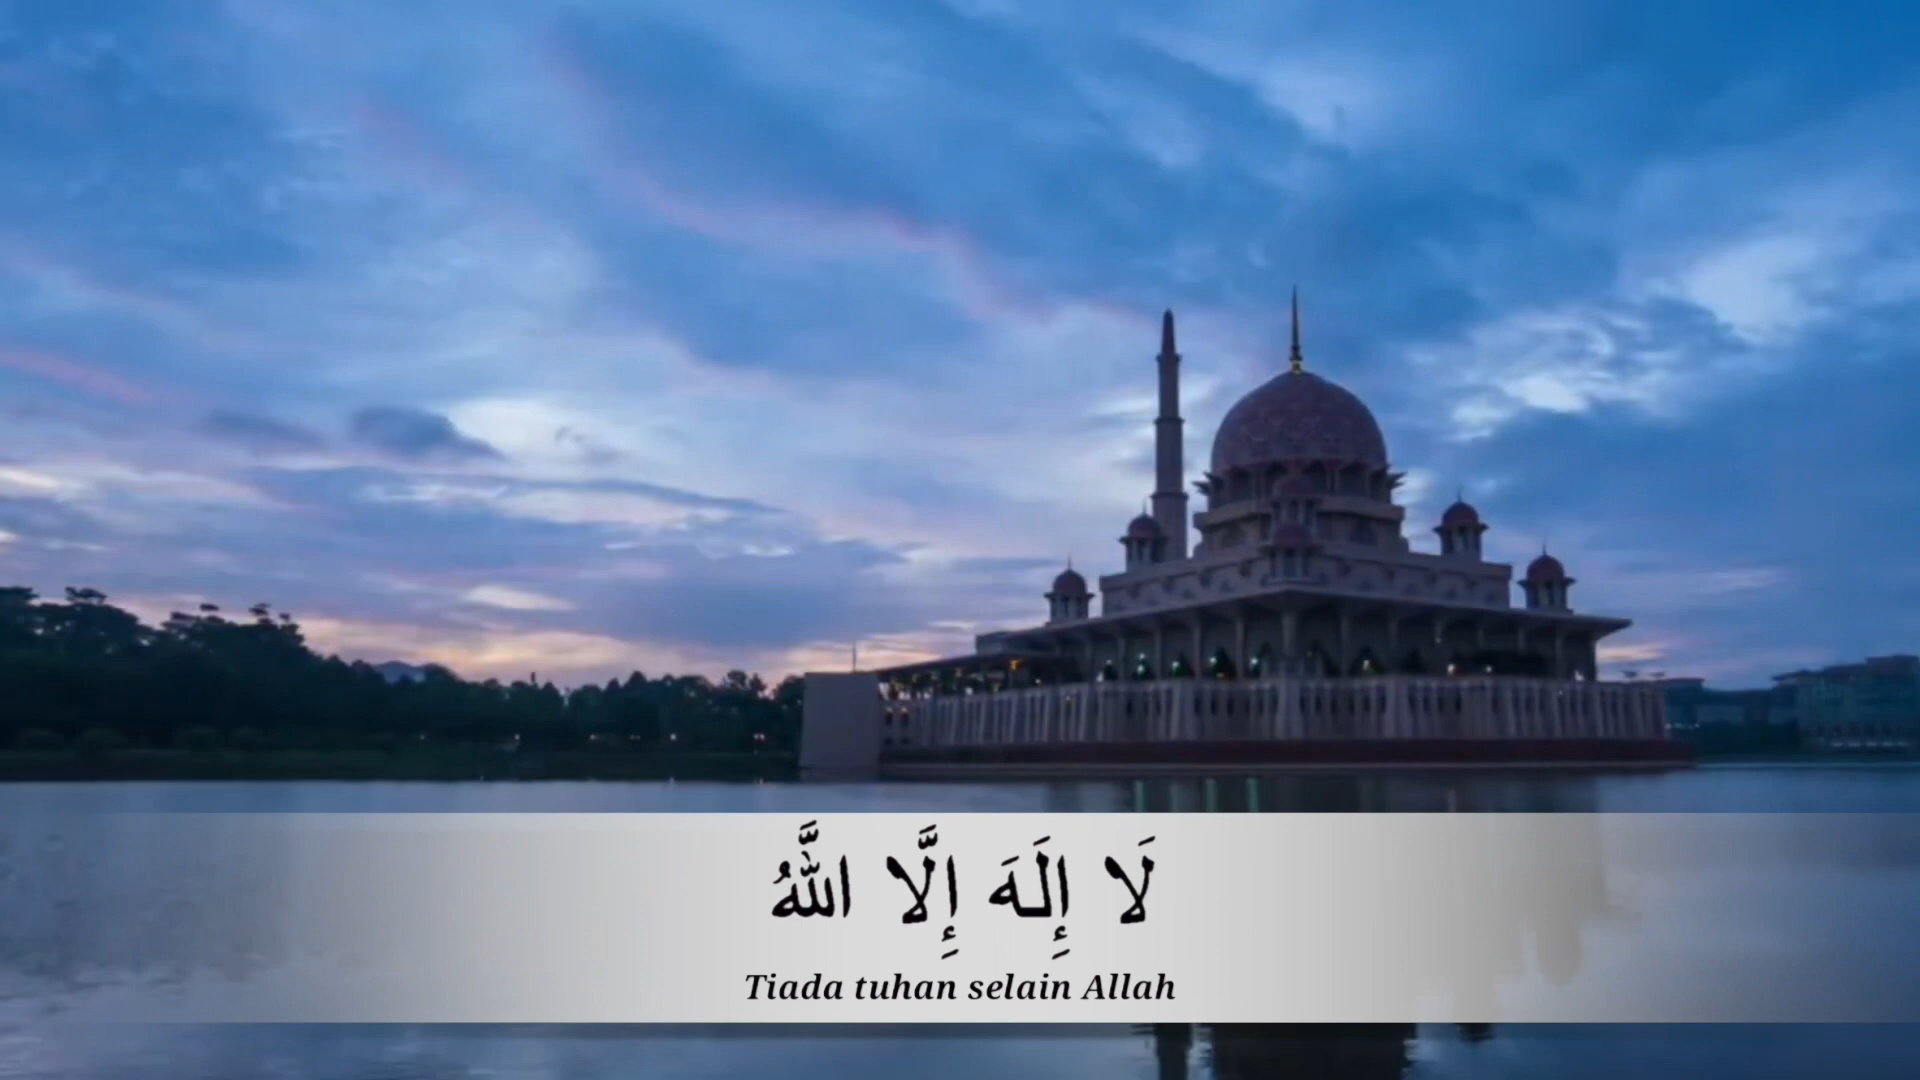 لَا إِلَهَ إِلَّا اللَّهُ
Tiada tuhan selain Allah